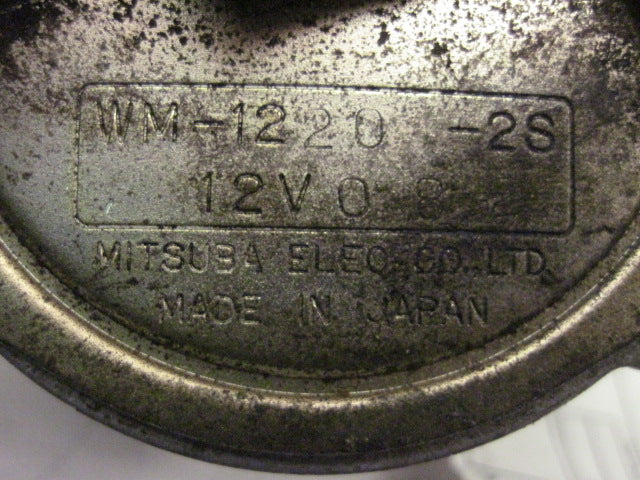 WM-1220 -2S
12V 0 8
MITSUBA ELEC. CO., LTD.
MADE IN JAPAN